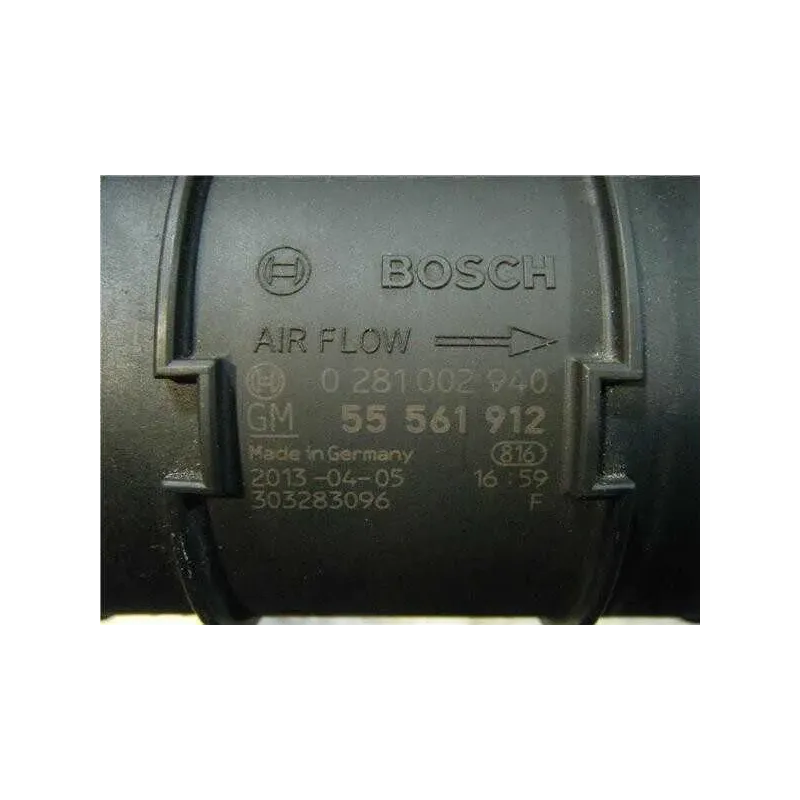 BOSCH
AIR FLOW
0 281 002 940
GM 55 561 912
Made in Germany 816
2013-04-05 16:59
303283096 F